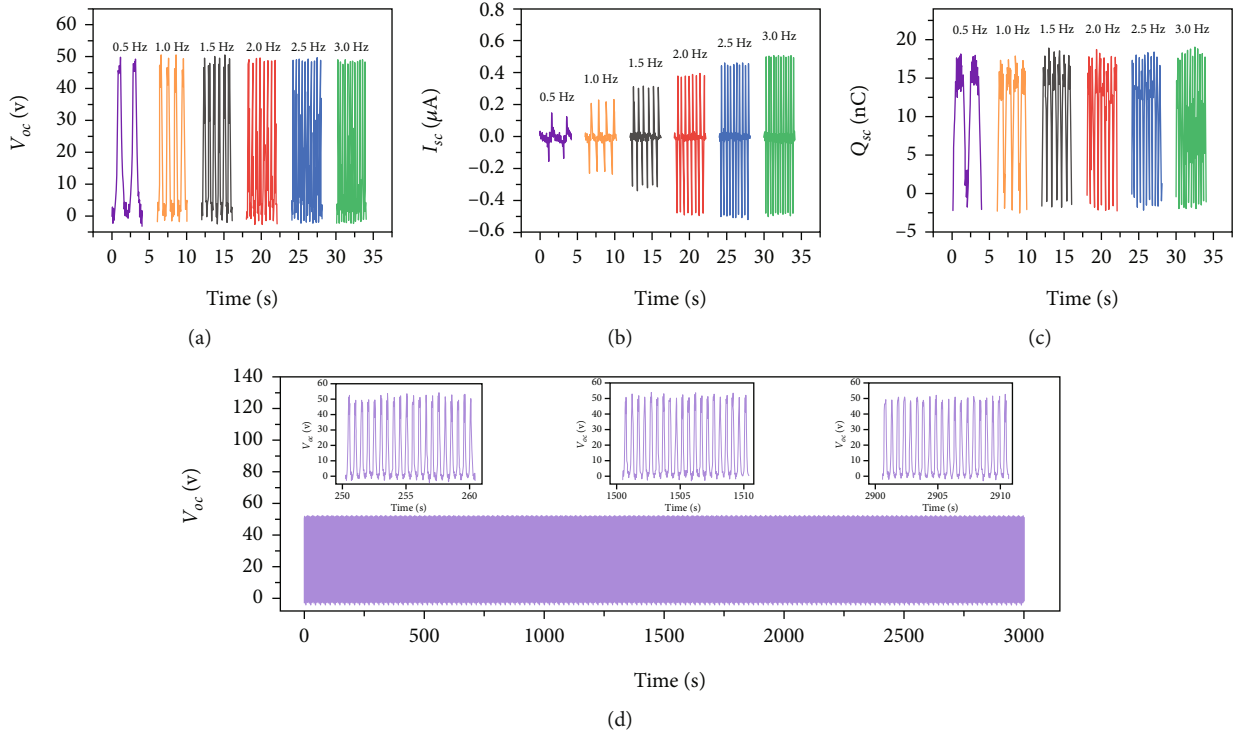 60
50
40
30
20
10
0
V_oc (v)
0.5 Hz 1.0 Hz 1.5 Hz 2.0 Hz 2.5 Hz 3.0 Hz
0 5 10 15 20 25 30 35
Time (s)
(a)
0.8
0.6
0.4
0.2
0.0
−0.2
−0.4
−0.6
I_sc (μA)
0.5 Hz
1.0 Hz
1.5 Hz
2.0 Hz
2.5 Hz
3.0 Hz
0 5 10 15 20 25 30 35
Time (s)
(b)
20
15
10
5
0
−5
Q_sc (nC)
0.5 Hz 1.0 Hz 1.5 Hz 2.0 Hz 2.5 Hz 3.0 Hz
0 5 10 15 20 25 30 35
Time (s)
(c)
140
120
100
80
60
40
20
0
V_oc (v)
60
50
40
30
20
10
0
V_oc (v)
250 255 260
Time (s)
60
50
40
30
20
10
0
V_oc (v)
1500 1505 1510
Time (s)
60
50
40
30
20
10
0
V_oc (v)
2900 2905 2910
Time (s)
0 500 1000 1500 2000 2500 3000
Time (s)
(d)